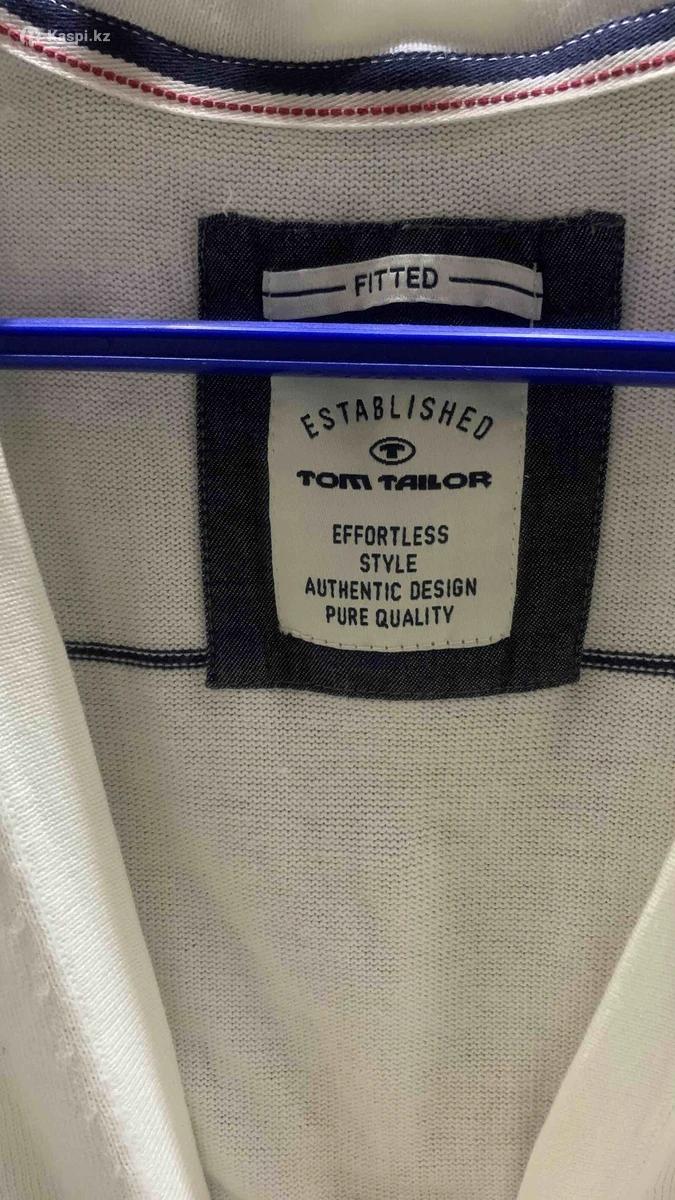 Kaspi.kz
FITTED
ESTABLISHED
T
TOM TAILOR
EFFORTLESS
STYLE
AUTHENTIC DESIGN
PURE QUALITY